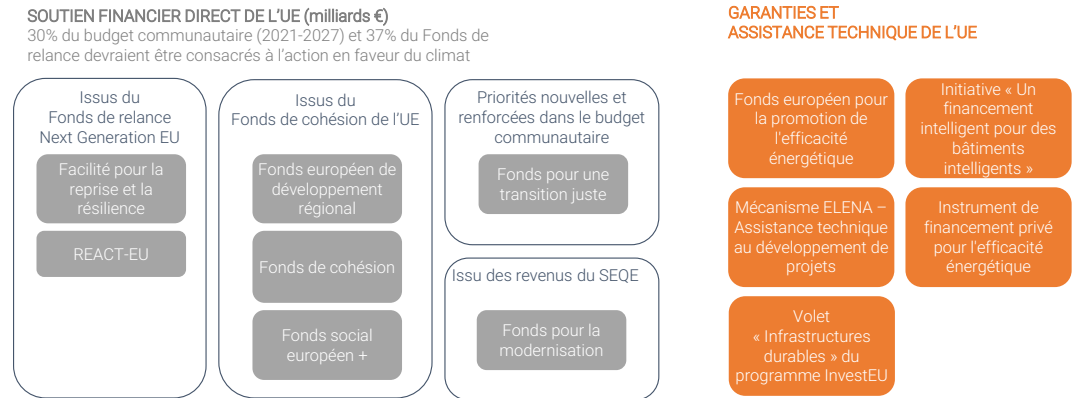 SOUTIEN FINANCIER DIRECT DE L'UE (milliards €)
30% du budget communautaire (2021-2027) et 37% du Fonds de
relance devraient être consacrés à l'action en faveur du climat
Issus du
Fonds de relance
Next Generation EU
Facilité pour la
reprise et la
résilience
REACT-EU
Issus du
Fonds de cohésion de l'UE
Fonds européen de
développement
régional
Fonds de cohésion
Fonds social
européen +
Priorités nouvelles et
renforcées dans le budget
communautaire
Fonds pour une
transition juste
Issu des revenus du SEQE
Fonds pour la
modernisation
GARANTIES ET
ASSISTANCE TECHNIQUE DE L'UE
Fonds européen pour
la promotion de
l'efficacité
énergétique
Initiative « Un
financement
intelligent pour des
bâtiments
intelligents »
Mécanisme ELENA –
Assistance technique
au développement de
projets
Instrument de
financement privé
pour l'efficacité
énergétique
Volet
« Infrastructures
durables » du
programme InvestEU